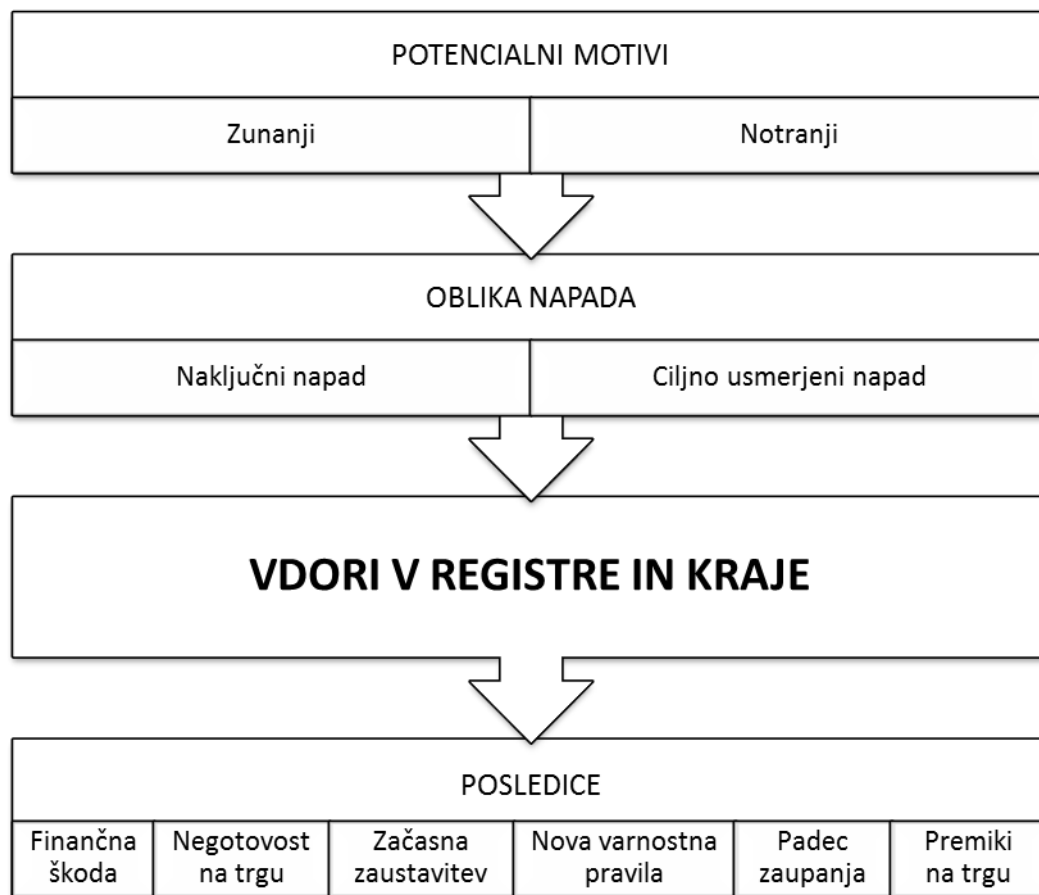 POTENCIALNI MOTIVI
Zunanji
Notranji
OBLIKA NAPADA
Naključni napad
Ciljno usmerjeni napad
VDORI V REGISTRE IN KRAJE
POSLEDICE
Finančna
škoda
Negotovost
na trgu
Začasna
zaustavitev
Nova varnostna
pravila
Padec
zaupanja
Premiki
na trgu